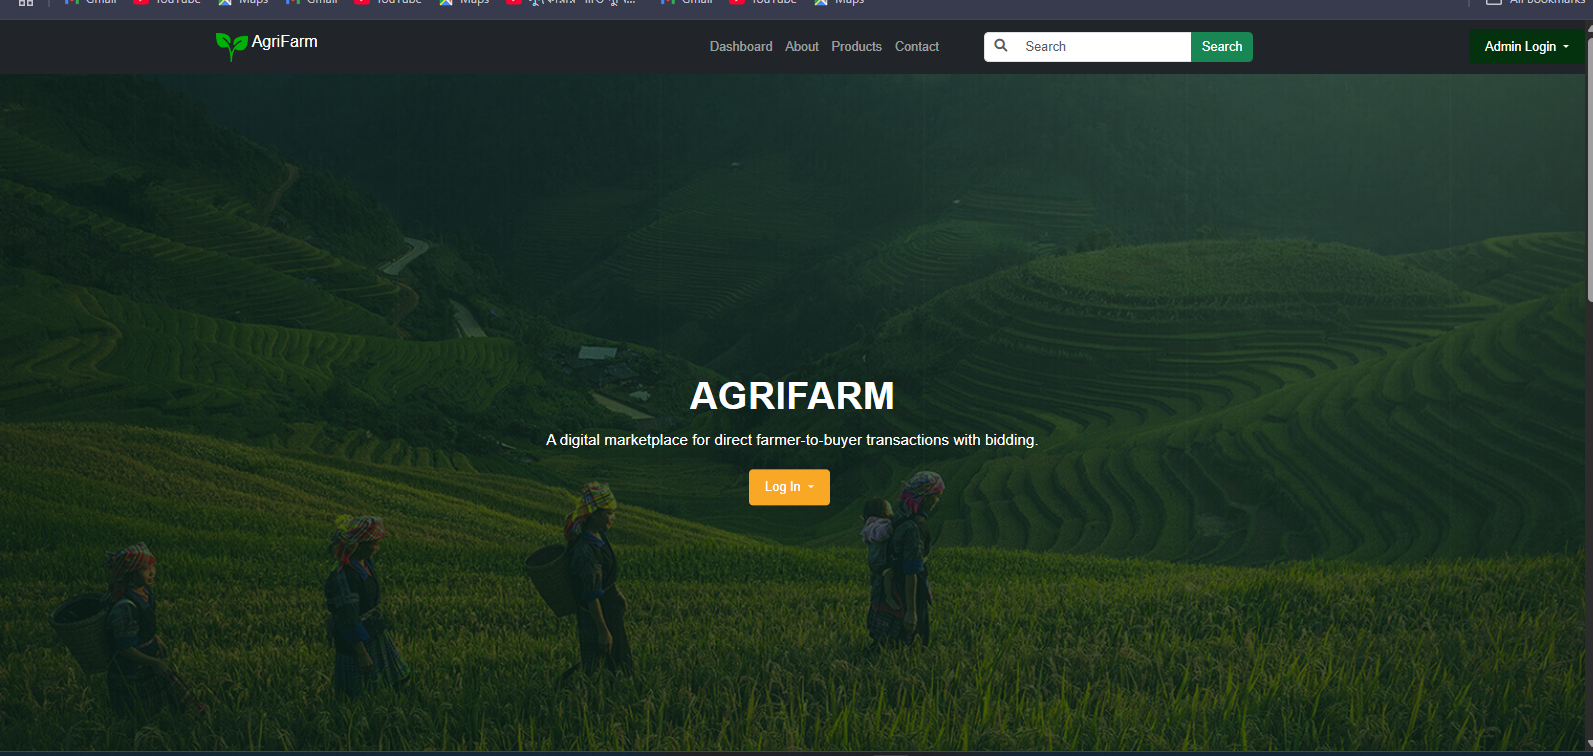 Gmail YouTube Maps Gmail YouTube Maps Gmail YouTube Maps All Bookmarks
AgriFarm Dashboard About Products Contact Search Search Admin Login
AGRIFARM
A digital marketplace for direct farmer-to-buyer transactions with bidding.
Log In